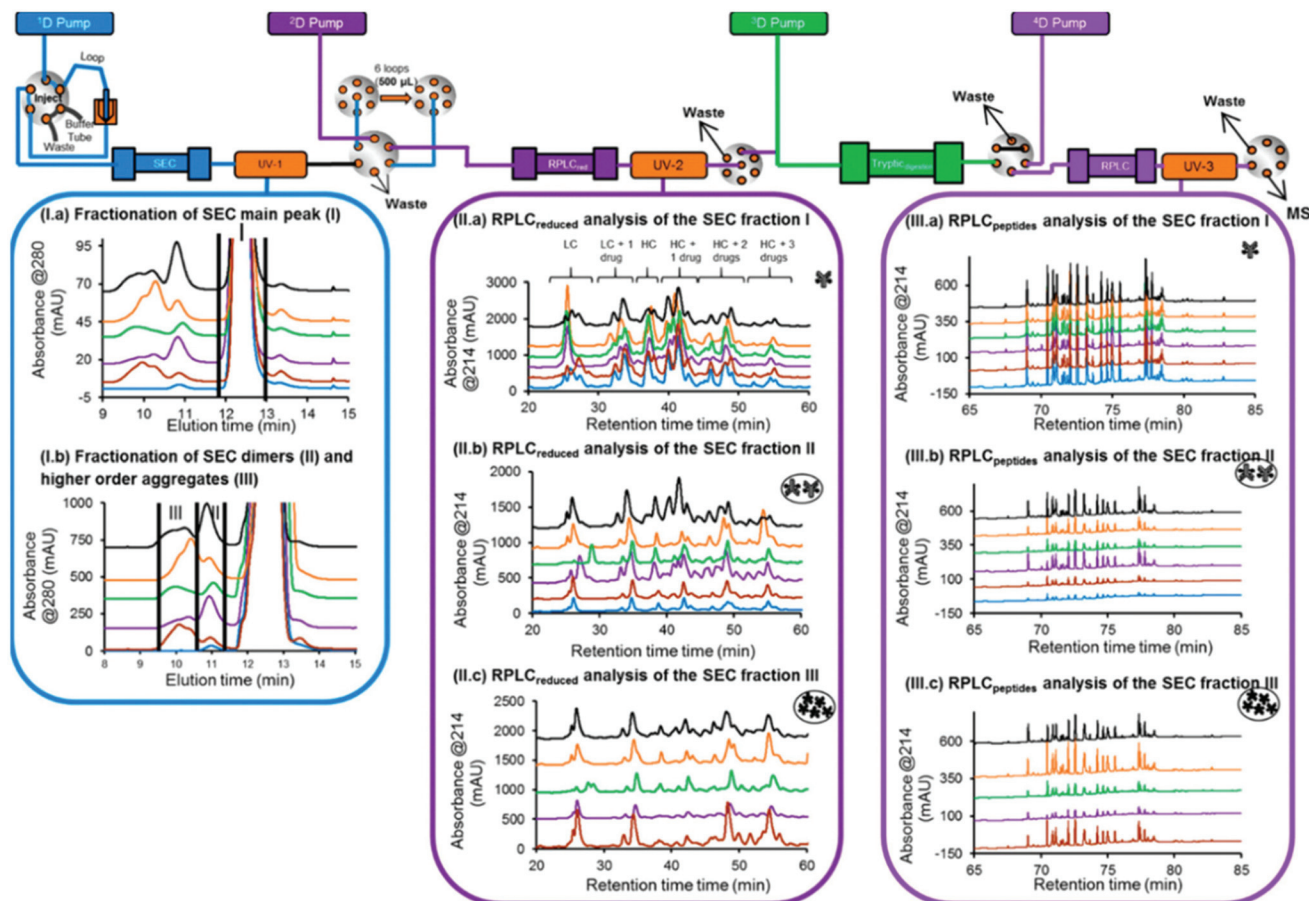 ¹D Pump
²D Pump
³D Pump
⁴D Pump
Loop
Inject
Buffer
Tube
Waste
6 loops
(500 µL)
Waste
Waste
Waste
Waste
SEC
UV-1
RPLCred
UV-2
Trypticdigestion
RPLC
UV-3
MS
(I.a) Fractionation of SEC main peak (I)
I
Absorbance @280
(mAU)
95
70
45
20
-5
9 10 11 12 13 14 15
Elution time (min)
(I.b) Fractionation of SEC dimers (II) and
higher order aggregates (III)
III II
Absorbance
@280 (mAU)
1000
750
500
250
0
8 9 10 11 12 13 14 15
Elution time (min)
(II.a) RPLCreduced analysis of the SEC fraction I
LC LC + 1 HC HC + HC + 2 HC + 3
drug 1 drug drugs drugs
Absorbance
@214 (mAU)
3000
2000
1000
0
20 30 40 50 60
Retention time (min)
(II.b) RPLCreduced analysis of the SEC fraction II
Absorbance @214
(mAU)
2000
1500
1000
500
0
20 30 40 50 60
Retention time time (min)
(II.c) RPLCreduced analysis of the SEC fraction III
Absorbance @214
(mAU)
2500
2000
1500
1000
500
0
20 30 40 50 60
Retention time time (min)
(III.a) RPLCpeptides analysis of the SEC fraction I
Absorbance @214
(mAU)
600
350
100
-150
65 70 75 80 85
Retention time (min)
(III.b) RPLCpeptides analysis of the SEC fraction II
Absorbance @214
(mAU)
600
350
100
-150
65 70 75 80 85
Retention time (min)
(III.c) RPLCpeptides analysis of the SEC fraction III
Absorbance @214
(mAU)
600
350
100
-150
65 70 75 80 85
Retention time (min)